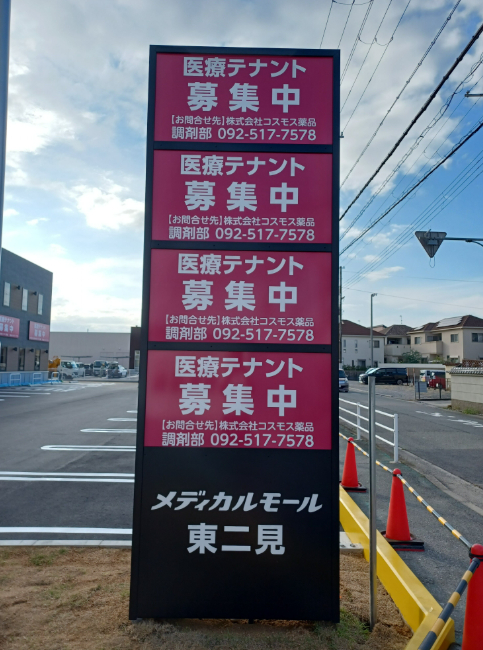 医療テナント
募集中
【お問合せ先】株式会社コスモス薬品
調剤部 092-517-7578
医療テナント
募集中
【お問合せ先】株式会社コスモス薬品
調剤部 092-517-7578
医療テナント
募集中
【お問合せ先】株式会社コスモス薬品
調剤部 092-517-7578
医療テナント
募集中
【お問合せ先】株式会社コスモス薬品
調剤部 092-517-7578
メディカルモール
東二見